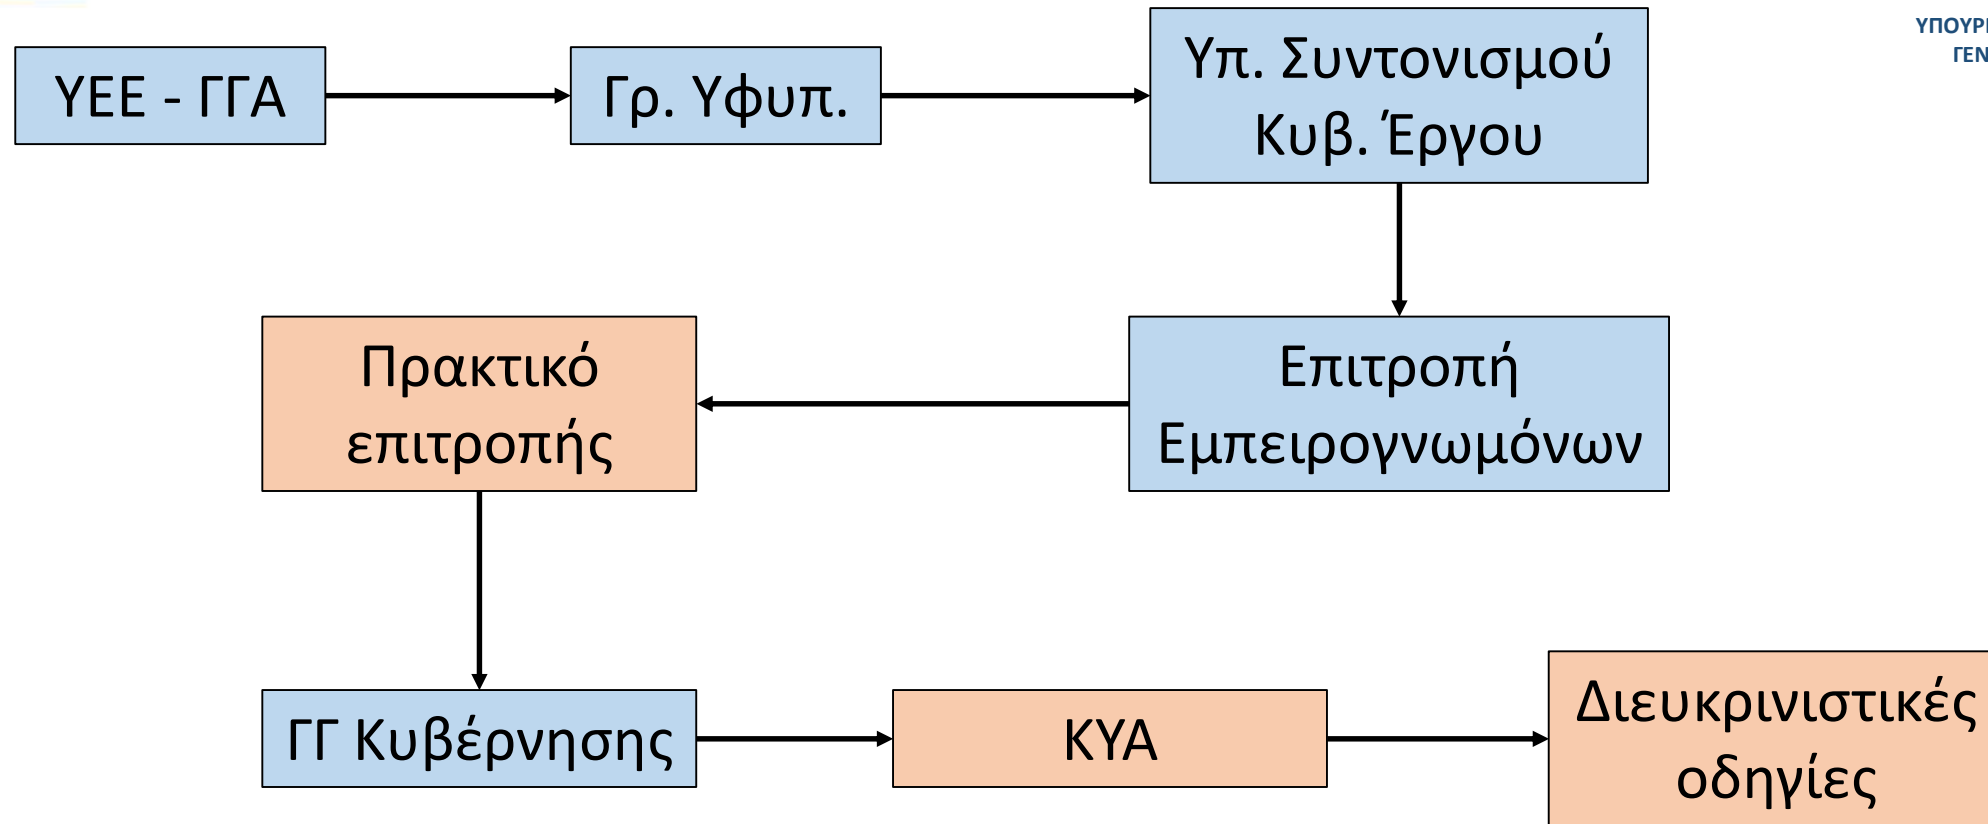 ΥΕΕ - ΓΓΑ
Γρ. Υφυπ.
Υπ. Συντονισμού
Κυβ. Έργου
Πρακτικό
επιτροπής
Επιτροπή
Εμπειρογνωμόνων
ΓΓ Κυβέρνησης
ΚΥΑ
Διευκρινιστικές
οδηγίες